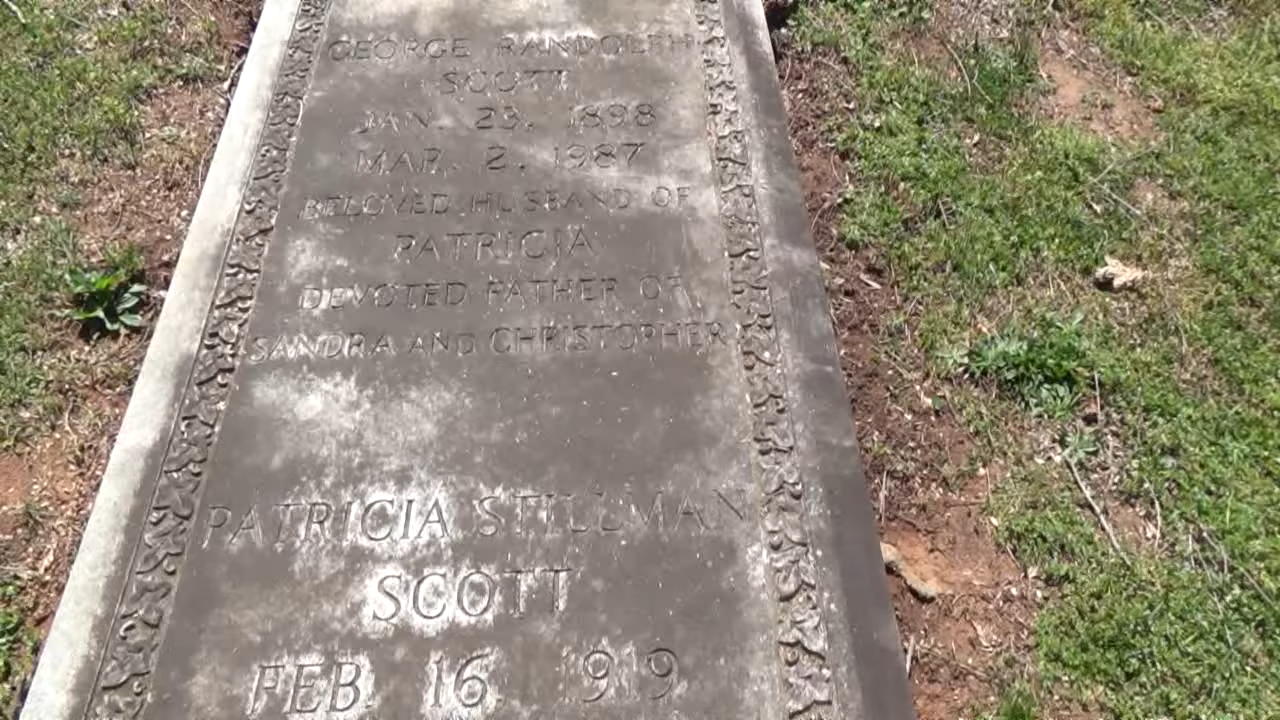 GEORGE RANDOLPH
SCOTT
JAN. 23. 1898
MAR. 2. 1987
BELOVED HUSBAND OF
PATRICIA
DEVOTED FATHER OF
SANDRA AND CHRISTOPHER
PATRICIA STILLMAN
SCOTT
FEB. 16. 1919